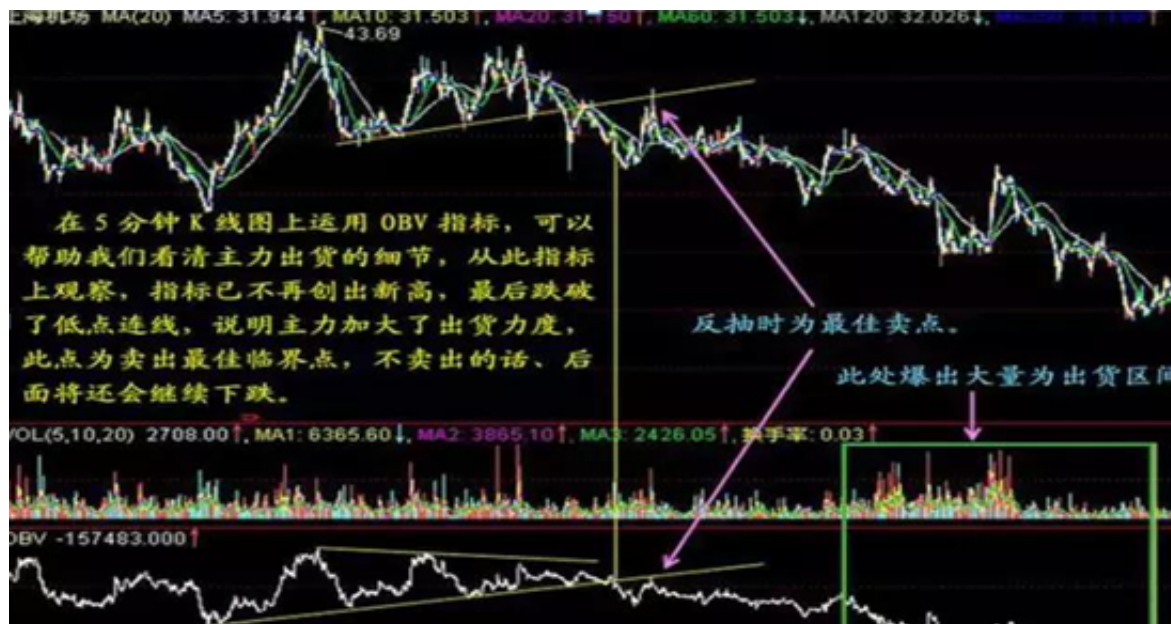 上海机场 MA(20) MA5: 31.944↑, MA10: 31.503↑, MA20: 31.150↑, MA60: 31.503↓, MA120: 32.026↓,
43.69
在 5 分钟 K 线图上运用 OBV 指标，可以
帮助我们看清主力出货的细节，从此指标
上观察，指标已不再创出新高，最后跌破
了低点连线，说明主力加大了出货力度，
此点为卖出最佳临界点，不卖出的话、后
面将还会继续下跌。
反抽时为最佳卖点。
此处爆出大量为出货区间
VOL(5,10,20) 2708.00↑, MA1: 6365.60↓, MA2: 3865.10↑, MA3: 2426.05↑, 换手率: 0.03↑
OBV -157483.000↑